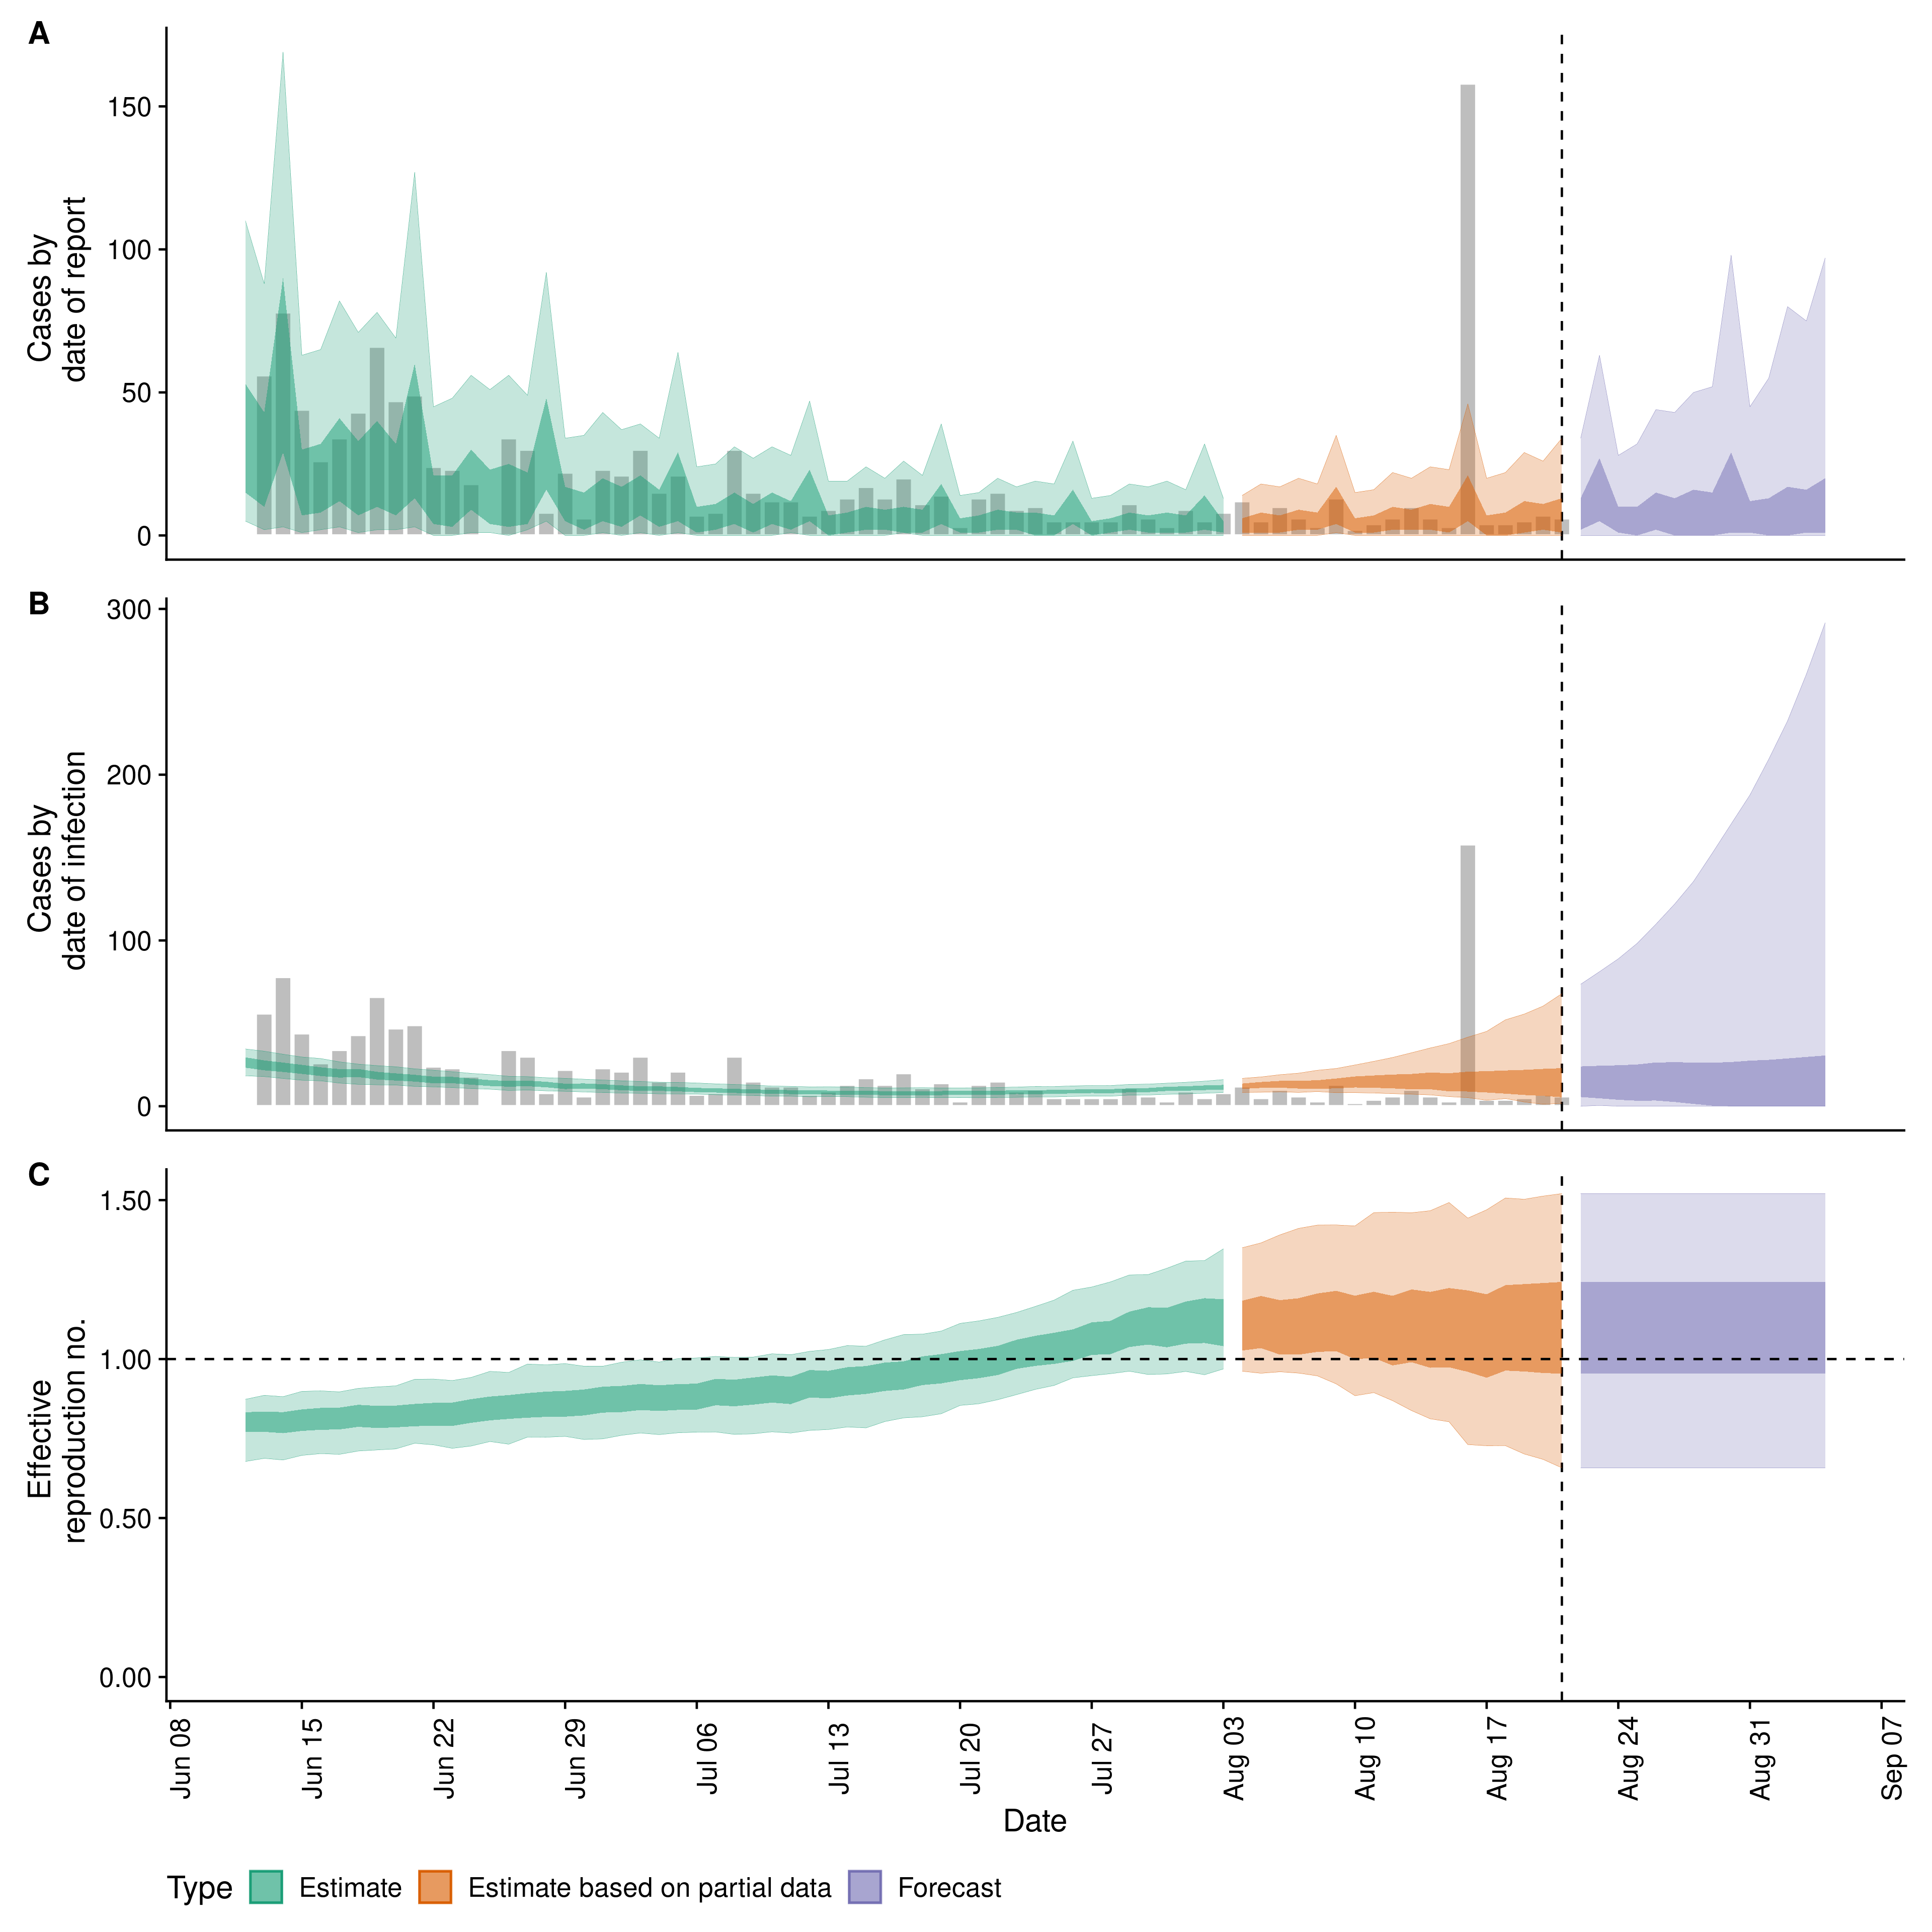 A
Cases by
date of report
150
100
50
0
B
Cases by
date of infection
300
200
100
0
C
Effective
reproduction no.
1.50
1.00
0.50
0.00
Jun 08
Jun 15
Jun 22
Jun 29
Jul 06
Jul 13
Jul 20
Jul 27
Aug 03
Aug 10
Aug 17
Aug 24
Aug 31
Sep 07
Date
Type Estimate Estimate based on partial data Forecast